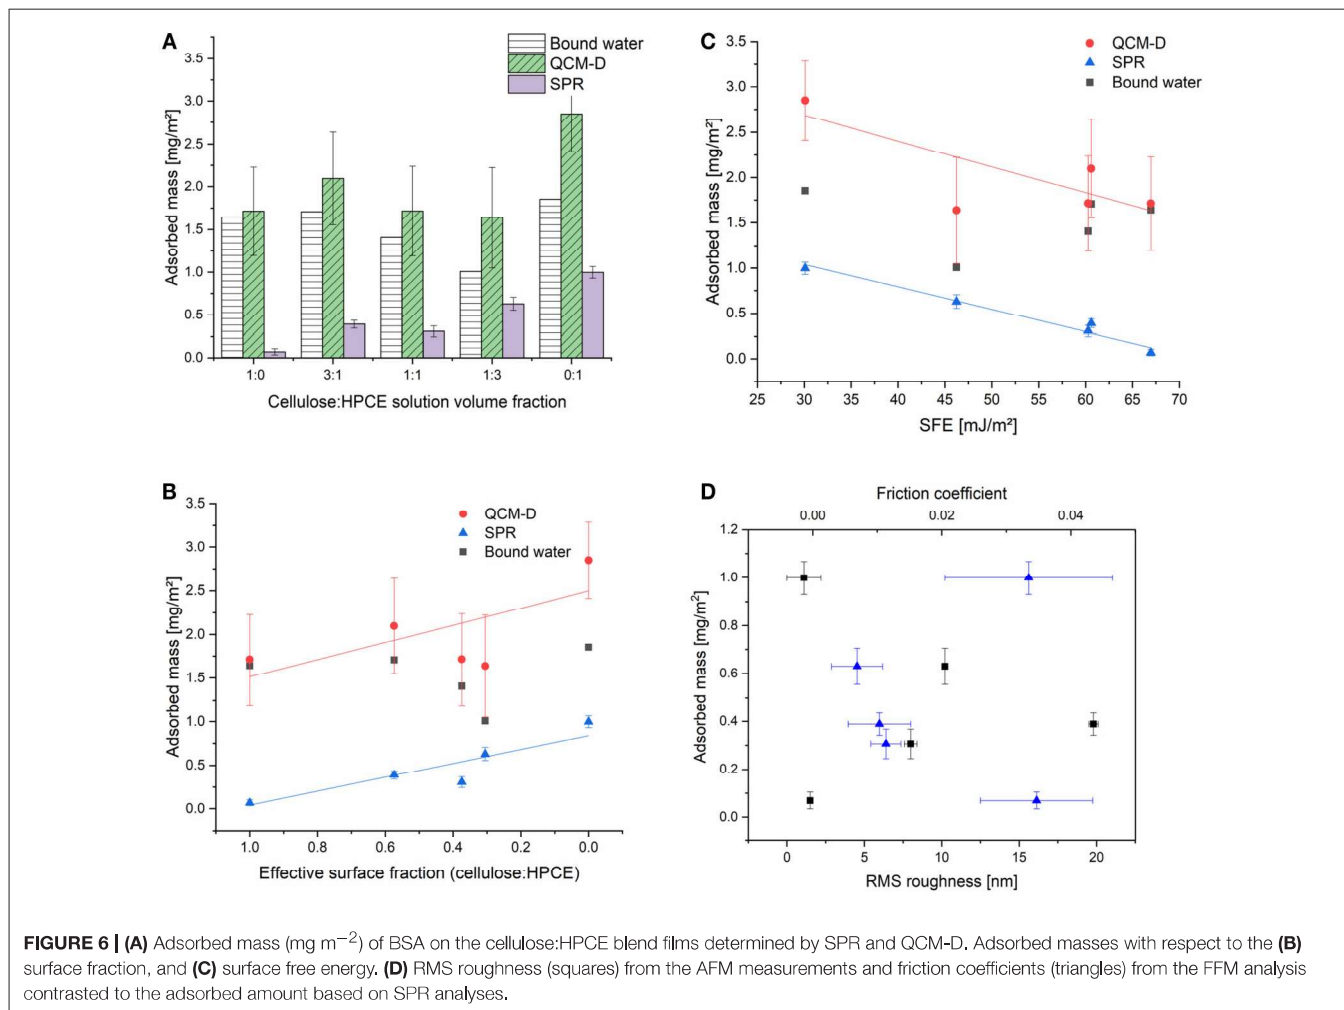 A
Bound water
QCM-D
SPR
3.5
3.0
2.5
2.0
1.5
1.0
0.5
0.0
Adsorbed mass [mg/m²]
1:0 3:1 1:1 1:3 0:1
Cellulose:HPCE solution volume fraction
C
QCM-D
SPR
Bound water
3.5
3.0
2.5
2.0
1.5
1.0
0.5
0.0
Adsorbed mass [mg/m²]
25 30 35 40 45 50 55 60 65 70
SFE [mJ/m²]
B
QCM-D
SPR
Bound water
3.5
3.0
2.5
2.0
1.5
1.0
0.5
0.0
Adsorbed mass [mg/m²]
1.0 0.8 0.6 0.4 0.2 0.0
Effective surface fraction (cellulose:HPCE)
D
Friction coefficient
0.00 0.02 0.04
1.2
1.0
0.8
0.6
0.4
0.2
0.0
Adsorbed mass [mg/m²]
0 5 10 15 20
RMS roughness [nm]
FIGURE 6 | (A) Adsorbed mass (mg m−2) of BSA on the cellulose:HPCE blend films determined by SPR and QCM-D. Adsorbed masses with respect to the (B)
surface fraction, and (C) surface free energy. (D) RMS roughness (squares) from the AFM measurements and friction coefficients (triangles) from the FFM analysis
contrasted to the adsorbed amount based on SPR analyses.